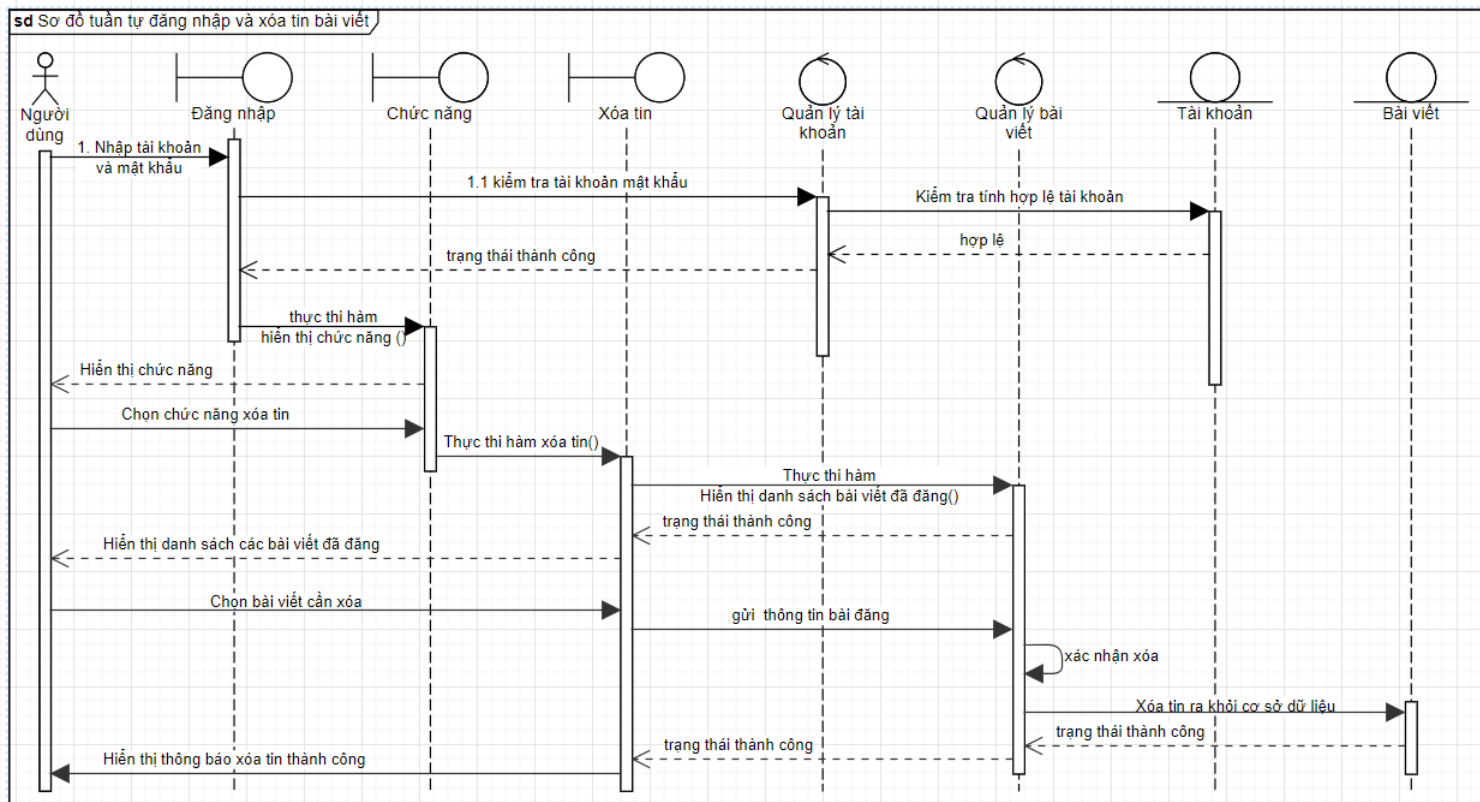 sd Sơ đồ tuần tự đăng nhập và xóa tin bài viết
Người
dùng
Đăng nhập
Chức năng
Xóa tin
Quản lý tài
khoản
Quản lý bài
viết
Tài khoản
Bài viết
1. Nhập tài khoản
và mật khẩu
1.1 kiểm tra tài khoản mật khẩu
Kiểm tra tính hợp lệ tài khoản
hợp lệ
trạng thái thành công
thực thi hàm
hiển thị chức năng ()
Hiển thị chức năng
Chọn chức năng xóa tin
Thực thi hàm xóa tin()
Thực thi hàm
Hiển thị danh sách bài viết đã đăng()
trạng thái thành công
Hiển thị danh sách các bài viết đã đăng
Chọn bài viết cần xóa
gửi thông tin bài đăng
xác nhận xóa
Xóa tin ra khỏi cơ sở dữ liệu
trạng thái thành công
trạng thái thành công
Hiển thị thông báo xóa tin thành công